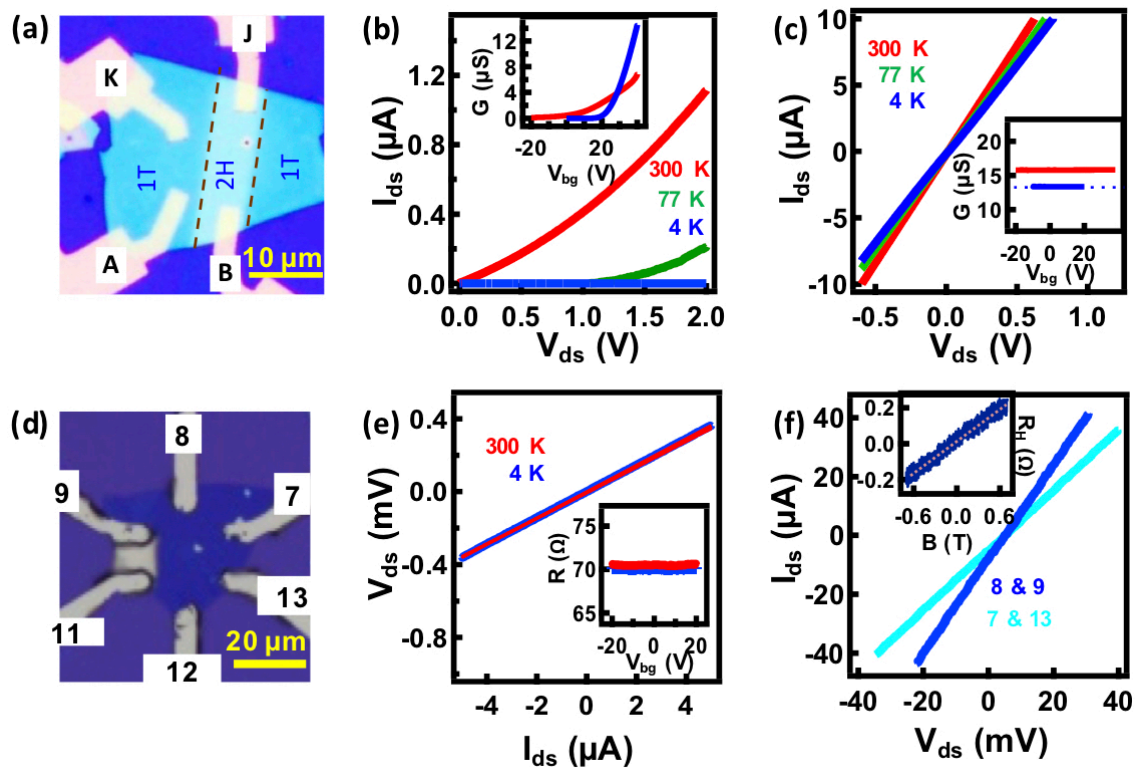 (a)
J
K
1T
2H
1T
A
B
10 µm
(b)
I_ds (µA)
1.2
0.8
0.4
0.0
G (µS)
12
8
4
0
-20
20
V_bg (V)
300 K
77 K
4 K
0.0
0.5
1.0
1.5
2.0
V_ds (V)
(c)
I_ds (µA)
10
5
0
-5
-10
300 K
77 K
4 K
G (µS)
20
15
10
-20
0
20
V_bg (V)
-0.5
0.0
0.5
1.0
V_ds (V)
(d)
8
9
7
13
11
12
20 µm
(e)
V_ds (mV)
0.4
0.0
-0.4
-0.8
300 K
4 K
R (Ω)
75
70
65
-20
0
20
V_bg (V)
-4
-2
0
2
4
I_ds (µA)
(f)
I_ds (µA)
40
20
0
-20
-40
0.2
0.0
-0.2
R_H (Ω)
-0.6
0.0
0.6
B (T)
8 & 9
7 & 13
-40
-20
0
20
40
V_ds (mV)